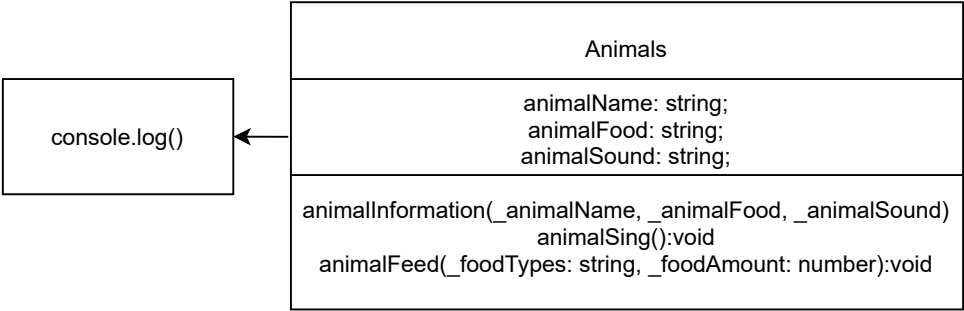 Animals
console.log()
animalName: string;
animalFood: string;
animalSound: string;
animalInformation(_animalName, _animalFood, _animalSound)
animalSing():void
animalFeed(_foodTypes: string, _foodAmount: number):void